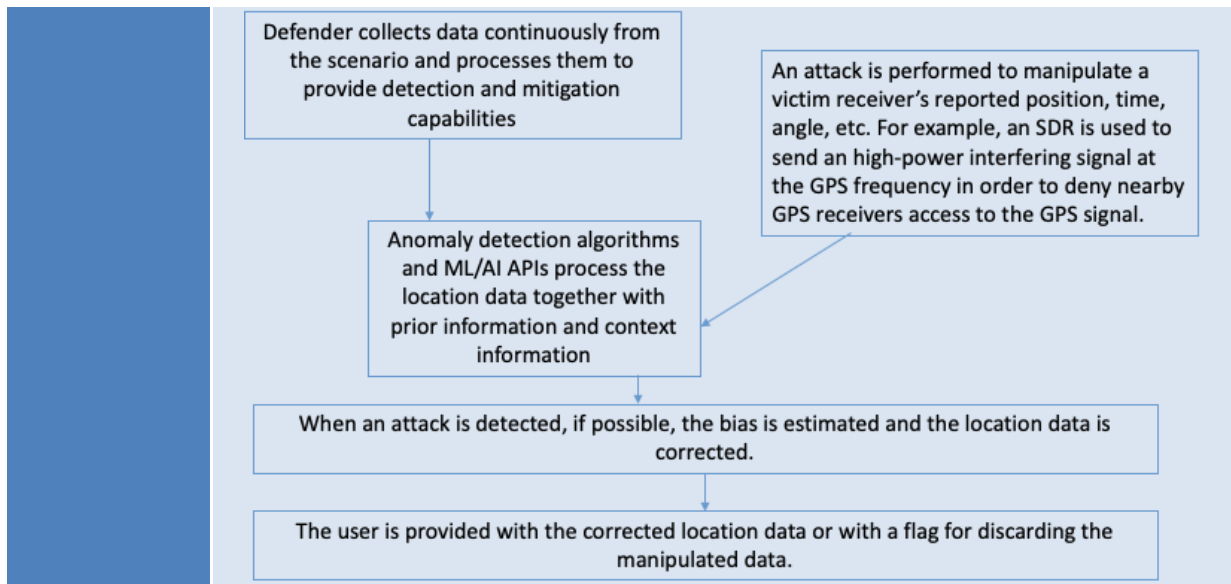 Defender collects data continuously from
the scenario and processes them to
provide detection and mitigation
capabilities
An attack is performed to manipulate a
victim receiver’s reported position, time,
angle, etc. For example, an SDR is used to
send an high-power interfering signal at
the GPS frequency in order to deny nearby
GPS receivers access to the GPS signal.
Anomaly detection algorithms
and ML/AI APIs process the
location data together with
prior information and context
information
When an attack is detected, if possible, the bias is estimated and the location data is
corrected.
The user is provided with the corrected location data or with a flag for discarding the
manipulated data.